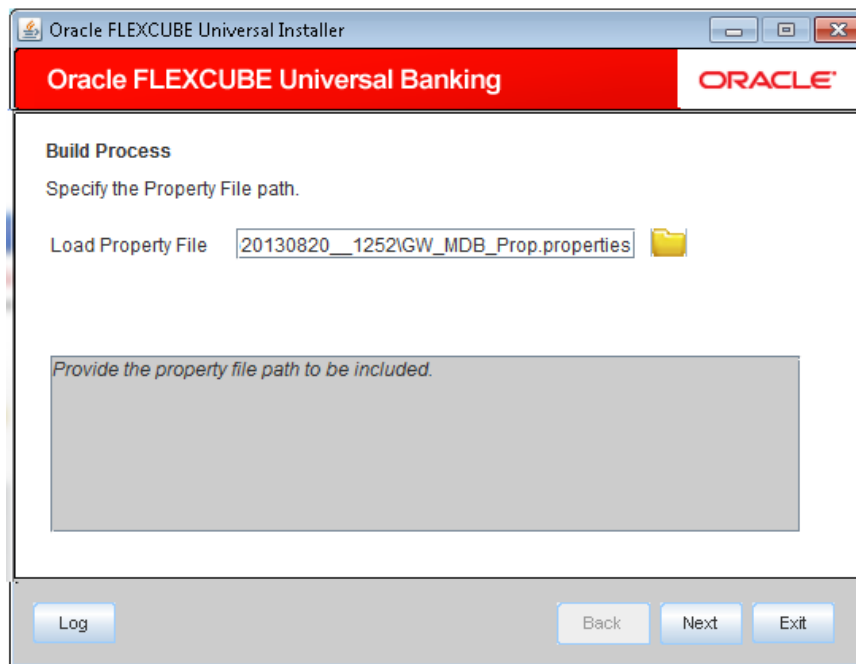 Oracle FLEXCUBE Universal Installer
Oracle FLEXCUBE Universal Banking
ORACLE®
Build Process
Specify the Property File path.
Load Property File 20130820__1252\GW_MDB_Prop.properties
Provide the property file path to be included.
Log Back Next Exit